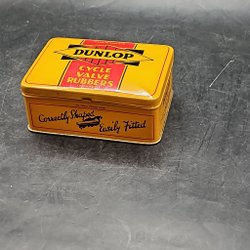 DUNLOP
CYCLE
VALVE
RUBBERS
Correctly Shaped
Easily Fitted